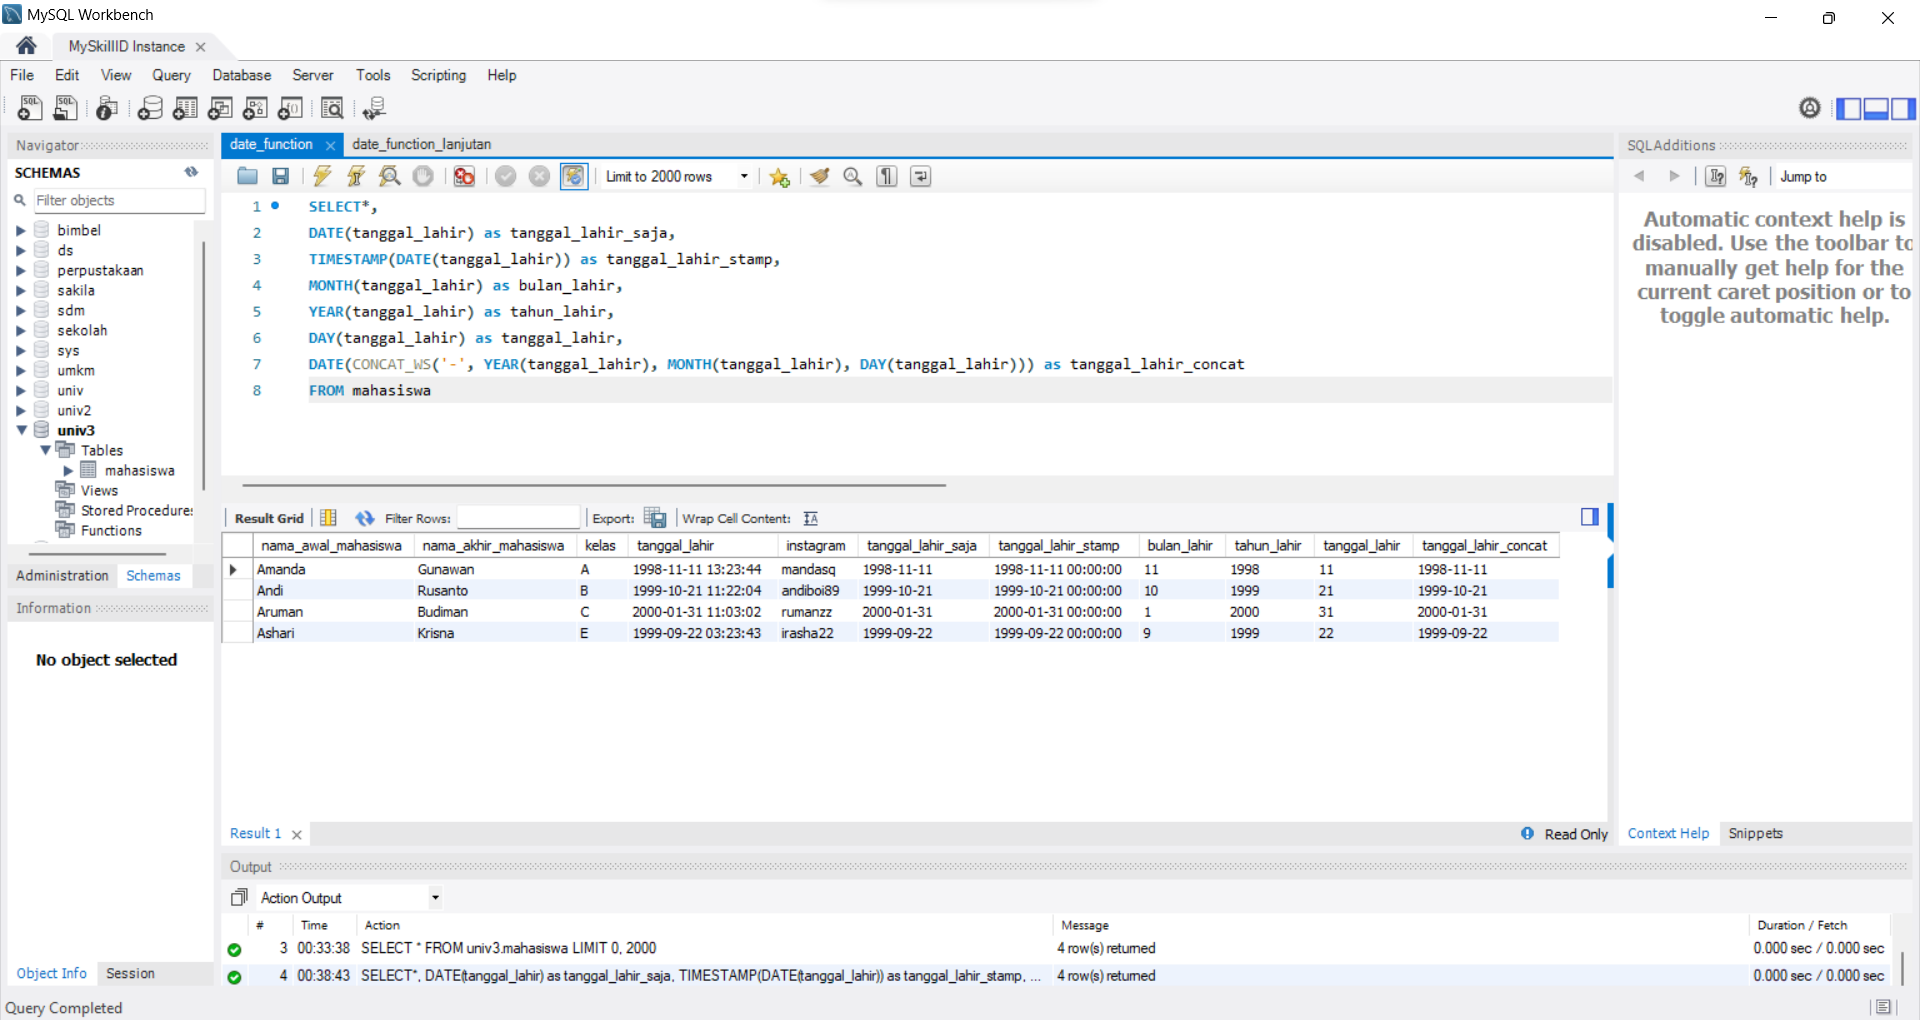 MySQL Workbench
MySkillID Instance
File Edit View Query Database Server Tools Scripting Help
Navigator
SCHEMAS
Filter objects
bimbel
ds
perpustakaan
sakila
sdm
sekolah
sys
umkm
univ
univ2
univ3
Tables
mahasiswa
Views
Stored Procedures
Functions
Administration Schemas
Information
No object selected
Object Info Session
date_function date_function_lanjutan
Limit to 2000 rows
1 SELECT*,
2 DATE(tanggal_lahir) as tanggal_lahir_saja,
3 TIMESTAMP(DATE(tanggal_lahir)) as tanggal_lahir_stamp,
4 MONTH(tanggal_lahir) as bulan_lahir,
5 YEAR(tanggal_lahir) as tahun_lahir,
6 DAY(tanggal_lahir) as tanggal_lahir,
7 DATE(CONCAT_WS('-', YEAR(tanggal_lahir), MONTH(tanggal_lahir), DAY(tanggal_lahir))) as tanggal_lahir_concat
8 FROM mahasiswa
Result Grid Filter Rows: Export: Wrap Cell Content:
nama_awal_mahasiswa nama_akhir_mahasiswa kelas tanggal_lahir instagram tanggal_lahir_saja tanggal_lahir_stamp bulan_lahir tahun_lahir tanggal_lahir tanggal_lahir_concat
Amanda Gunawan A 1998-11-11 13:23:44 mandasq 1998-11-11 1998-11-11 00:00:00 11 1998 11 1998-11-11
Andi Rusanto B 1999-10-21 11:22:04 andiboi89 1999-10-21 1999-10-21 00:00:00 10 1999 21 1999-10-21
Aruman Budiman C 2000-01-31 11:03:02 rumanzz 2000-01-31 2000-01-31 00:00:00 1 2000 31 2000-01-31
Ashari Krisna E 1999-09-22 03:23:43 irasha22 1999-09-22 1999-09-22 00:00:00 9 1999 22 1999-09-22
Result 1
Read Only
SQLAdditions
Jump to
Automatic context help is
disabled. Use the toolbar to
manually get help for the
current caret position or to
toggle automatic help.
Context Help Snippets
Output
Action Output
# Time Action Message Duration / Fetch
3 00:33:38 SELECT * FROM univ3.mahasiswa LIMIT 0, 2000 4 row(s) returned 0.000 sec / 0.000 sec
4 00:38:43 SELECT*, DATE(tanggal_lahir) as tanggal_lahir_saja, TIMESTAMP(DATE(tanggal_lahir)) as tanggal_lahir_stamp, ... 4 row(s) returned 0.000 sec / 0.000 sec
Query Completed